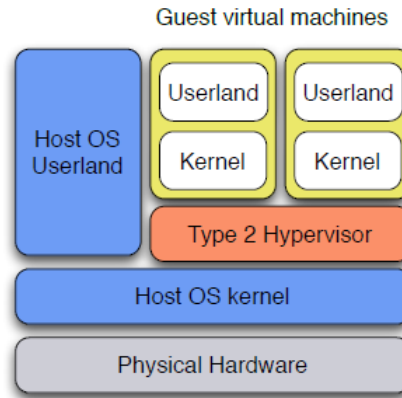 Guest virtual machines
Host OS
Userland
Userland
Kernel
Userland
Kernel
Type 2 Hypervisor
Host OS kernel
Physical Hardware